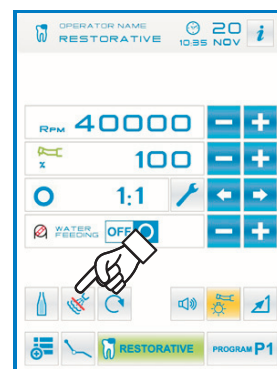 OPERATOR NAME
RESTORATIVE
20
10:35 NOV
i
RPM 40000 - +
x 100 - +
1:1
WATER FEEDING OFF - +
RESTORATIVE PROGRAM P1